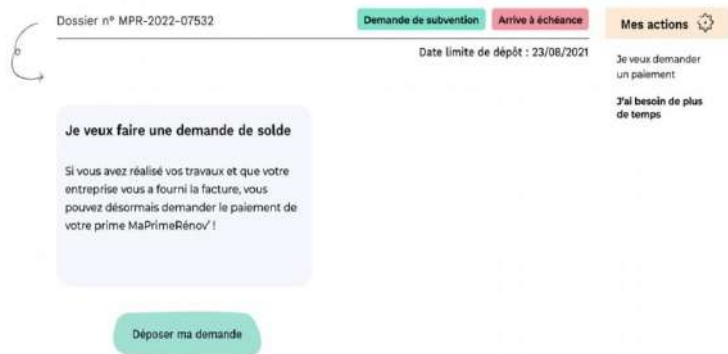 Dossier n° MPR-2022-07532
Demande de subvention
Arrive à échéance
Mes actions
Date limite de dépôt : 23/08/2021
Je veux demander
un paiement
J'ai besoin de plus
de temps
Je veux faire une demande de solde
Si vous avez réalisé vos travaux et que votre
entreprise vous a fourni la facture, vous
pouvez désormais demander le paiement de
votre prime MaPrimeRénov' !
Déposer ma demande